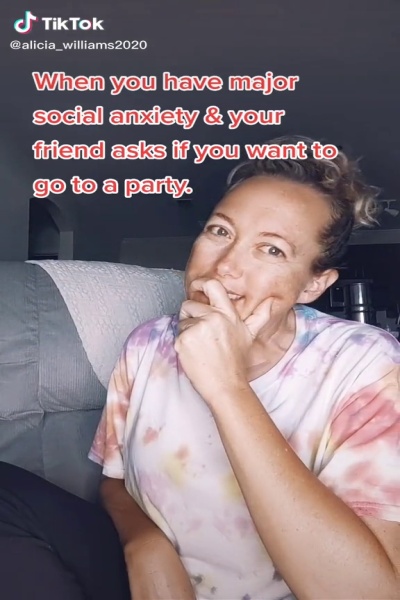 TikTok
@alicia_williams2020
When you have major
social anxiety & your
friend asks if you want to
go to a party.